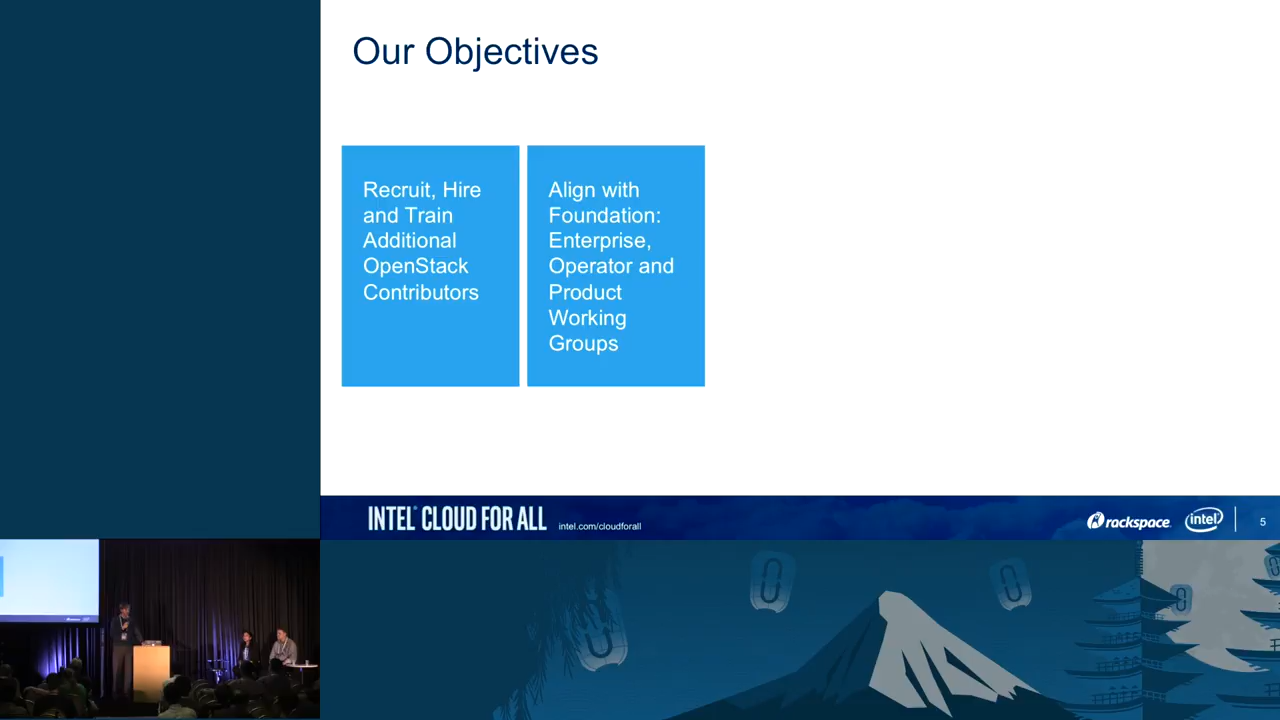 Our Objectives
Recruit, Hire
and Train
Additional
OpenStack
Contributors
Align with
Foundation:
Enterprise,
Operator and
Product
Working
Groups
INTEL® CLOUD FOR ALL
intel.com/cloudforall
rackspace
intel
5